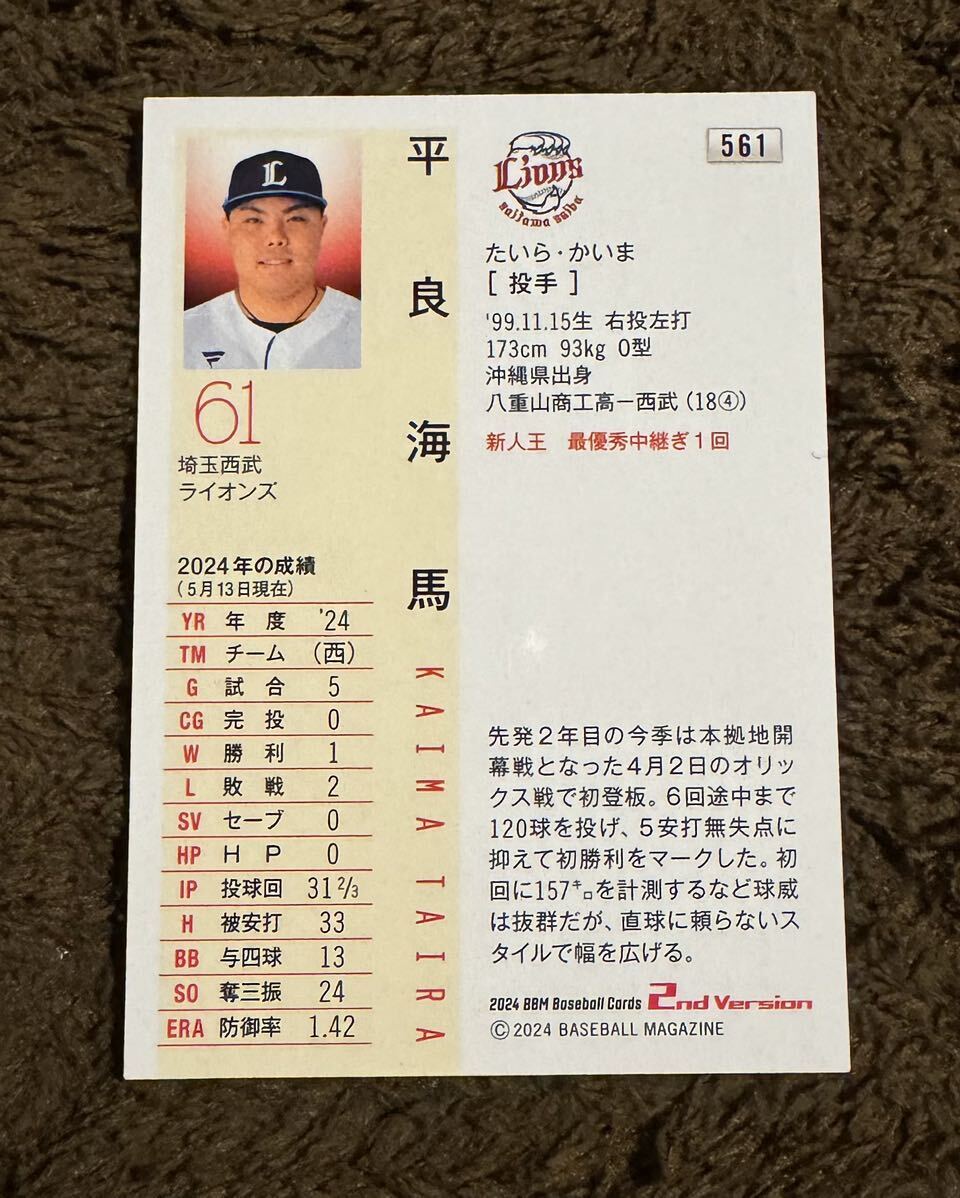 L
61
埼玉西武
ライオンズ
2024年の成績
(5月13日現在)
YR 年度 '24
TM チーム (西)
G 試合 5
CG 完投 0
W 勝利 1
L 敗戦 2
SV セーブ 0
HP HP 0
IP 投球回 31 2/3
H 被安打 33
BB 与四球 13
SO 奪三振 24
ERA 防御率 1.42
平良海馬
KAIMA TAIRA
Lions
saitama seibu
561
たいら・かいま
[投手]
'99.11.15生 右投左打
173cm 93kg O型
沖縄県出身
八重山商工高ー西武(18④)
新人王 最優秀中継ぎ1回
先発2年目の今季は本拠地開
幕戦となった4月2日のオリッ
クス戦で初登板。6回途中まで
120球を投げ、5安打無失点に
抑えて初勝利をマークした。初
回に157㌔を計測するなど球威
は抜群だが、直球に頼らないス
タイルで幅を広げる。
2024 BBM Baseball Cards 2nd Version
©2024 BASEBALL MAGAZINE